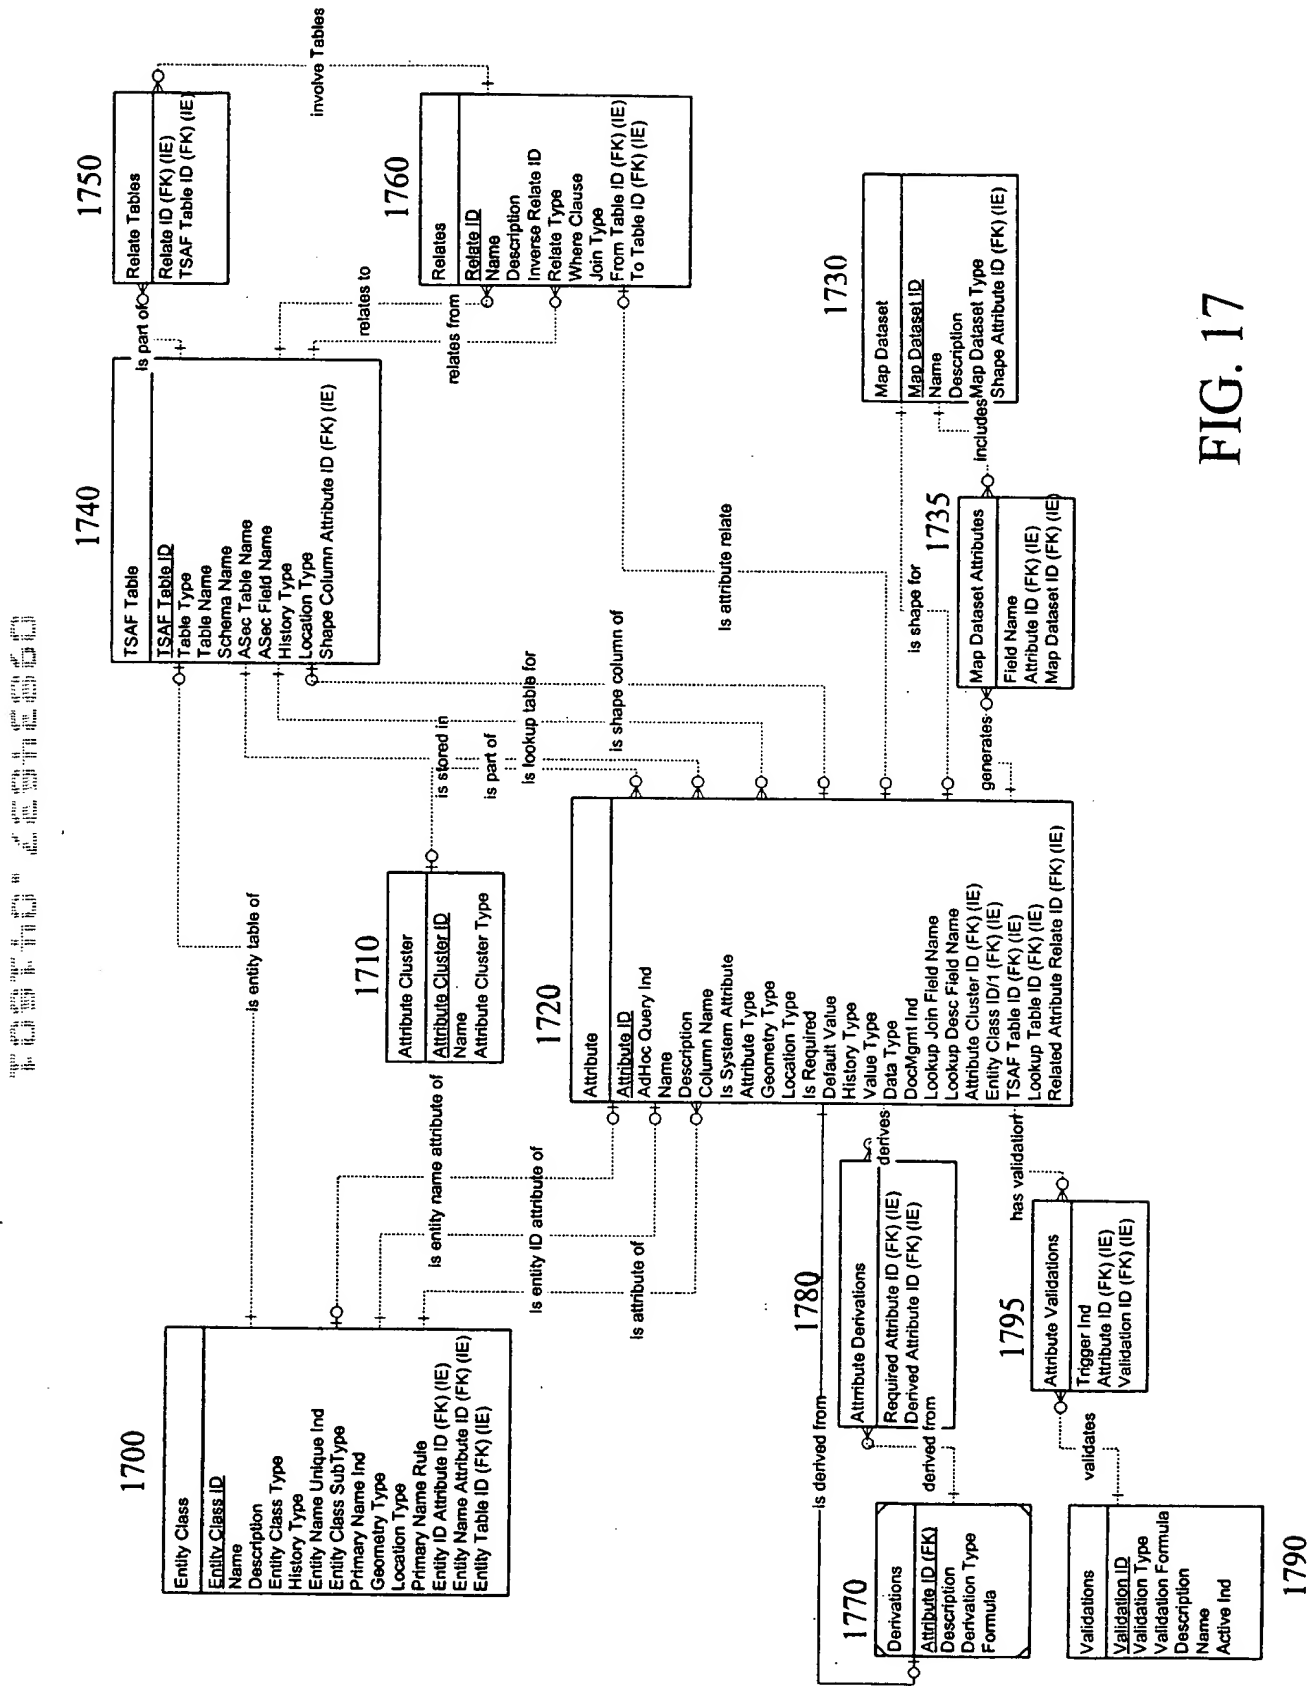 1700
Entity Class
Entity Class ID
Name
Description
Entity Class Type
History Type
Entity Name Unique Ind
Entity Class SubType
Primary Name Ind
Geometry Type
Location Type
Primary Name Rule
Entity ID Attribute ID (FK) (IE)
Entity Name Attribute ID (FK) (IE)
Entity Table ID (FK) (IE)
is entity table of
1740
TSAF Table
TSAF Table ID
Table Type
Table Name
Schema Name
ASec Table Name
ASec Field Name
History Type
Location Type
Shape Column Attribute ID (FK) (IE)
is part of
1750
Relate Tables
Relate ID (FK) (IE)
TSAF Table ID (FK) (IE)
involve Tables
relates to
relates from
1760
Relates
Relate ID
Name
Description
Inverse Relate ID
Relate Type
Where Clause
Join Type
From Table ID (FK) (IE)
To Table ID (FK) (IE)
1710
Attribute Cluster
Attribute Cluster ID
Name
Attribute Cluster Type
is stored in
is part of
is lookup table for
is shape column of
is attribute relate
is entity name attribute of
is entity ID attribute of
is attribute of
1720
Attribute
Attribute ID
AdHoc Query Ind
Name
Description
Column Name
Is System Attribute
Attribute Type
Geometry Type
Location Type
Is Required
Default Value
History Type
Value Type
Data Type
DocMgmt Ind
Lookup Join Field Name
Lookup Desc Field Name
Attribute Cluster ID (FK) (IE)
Entity Class ID/1 (FK) (IE)
TSAF Table ID (FK) (IE)
Lookup Table ID (FK) (IE)
Related Attribute Relate ID (FK) (IE)
is shape for
1730
Map Dataset
Map Dataset ID
Name
Description
Map Dataset Type
Shape Attribute ID (FK) (IE)
includes
1735
Map Dataset Attributes
Field Name
Attribute ID (FK) (IE)
Map Dataset ID (FK) (IE)
generates
1780
Attrribute Derivations
Required Attribute ID (FK) (IE)
Derived Attribute ID (FK) (IE)
derives
is derived from
derived from
1770
Derivations
Attribute ID (FK)
Description
Derivation Type
Formula
has validation
1795
Attribute Validations
Trigger Ind
Attribute ID (FK) (IE)
Validation ID (FK) (IE)
validates
Validations
Validation ID
Validation Type
Validation Formula
Description
Name
Active Ind
1790
FIG. 17